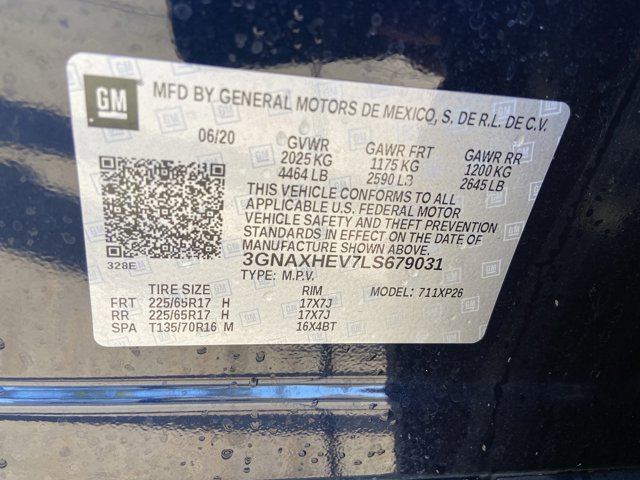 GM
MFD BY GENERAL MOTORS DE MEXICO, S. DE R.L. DE C.V.
06/20 GVWR GAWR FRT GAWR RR
2025 KG 1175 KG 1200 KG
4464 LB 2590 LB 2645 LB
THIS VEHICLE CONFORMS TO ALL
APPLICABLE U.S. FEDERAL MOTOR
VEHICLE SAFETY AND THEFT PREVENTION
STANDARDS IN EFFECT ON THE DATE OF
MANUFACTURE SHOWN ABOVE.
328E 3GNAXHEV7LS679031
TYPE: M.P.V. MODEL: 711XP26
TIRE SIZE RIM
FRT 225/65R17 H 17X7J
RR 225/65R17 H 17X7J
SPA T135/70R16 M 16X4BT